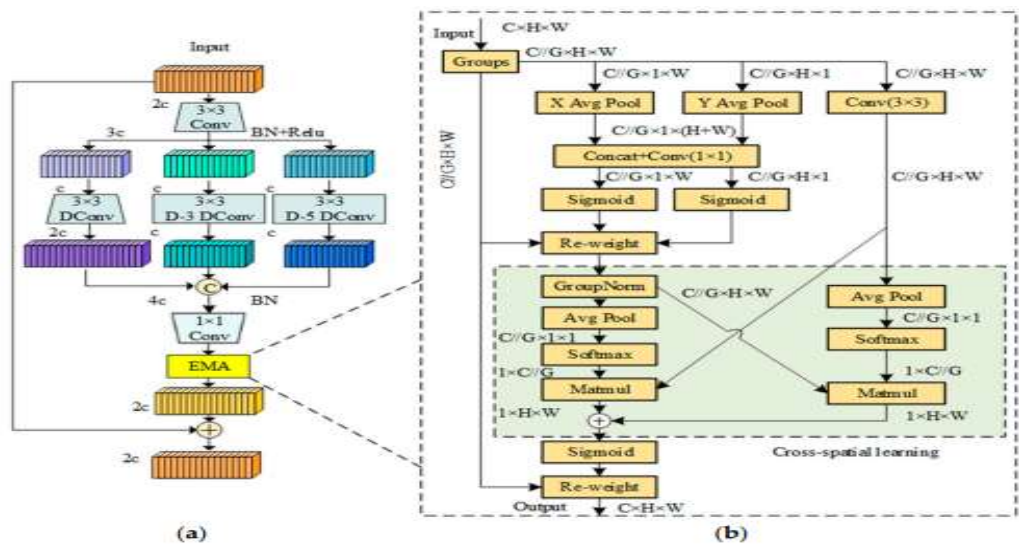 Input
2c
3×3
Conv
3c
BN+Relu
c
c
c
3×3
DConv
3×3
D-3 DConv
3×3
D-5 DConv
2c
c
c
C
4c
BN
1×1
Conv
EMA
2c
+
2c
(a)
C×H×W
Input
Groups
C//G×H×W
C//G×1×W
C//G×H×1
C//G×H×W
X Avg Pool
Y Avg Pool
Conv(3×3)
C//G×1×(H+W)
Concat+Conv(1×1)
C//G×H×W
C//G×1×W
C//G×H×1
C//G×H×W
Sigmoid
Sigmoid
Re-weight
GroupNorm
C//G×H×W
Avg Pool
Avg Pool
C//G×1×1
C//G×1×1
Softmax
Softmax
1×C//G
1×C//G
Matmul
Matmul
1×H×W
1×H×W
+
Sigmoid
Cross-spatial learning
Re-weight
Output
C×H×W
(b)